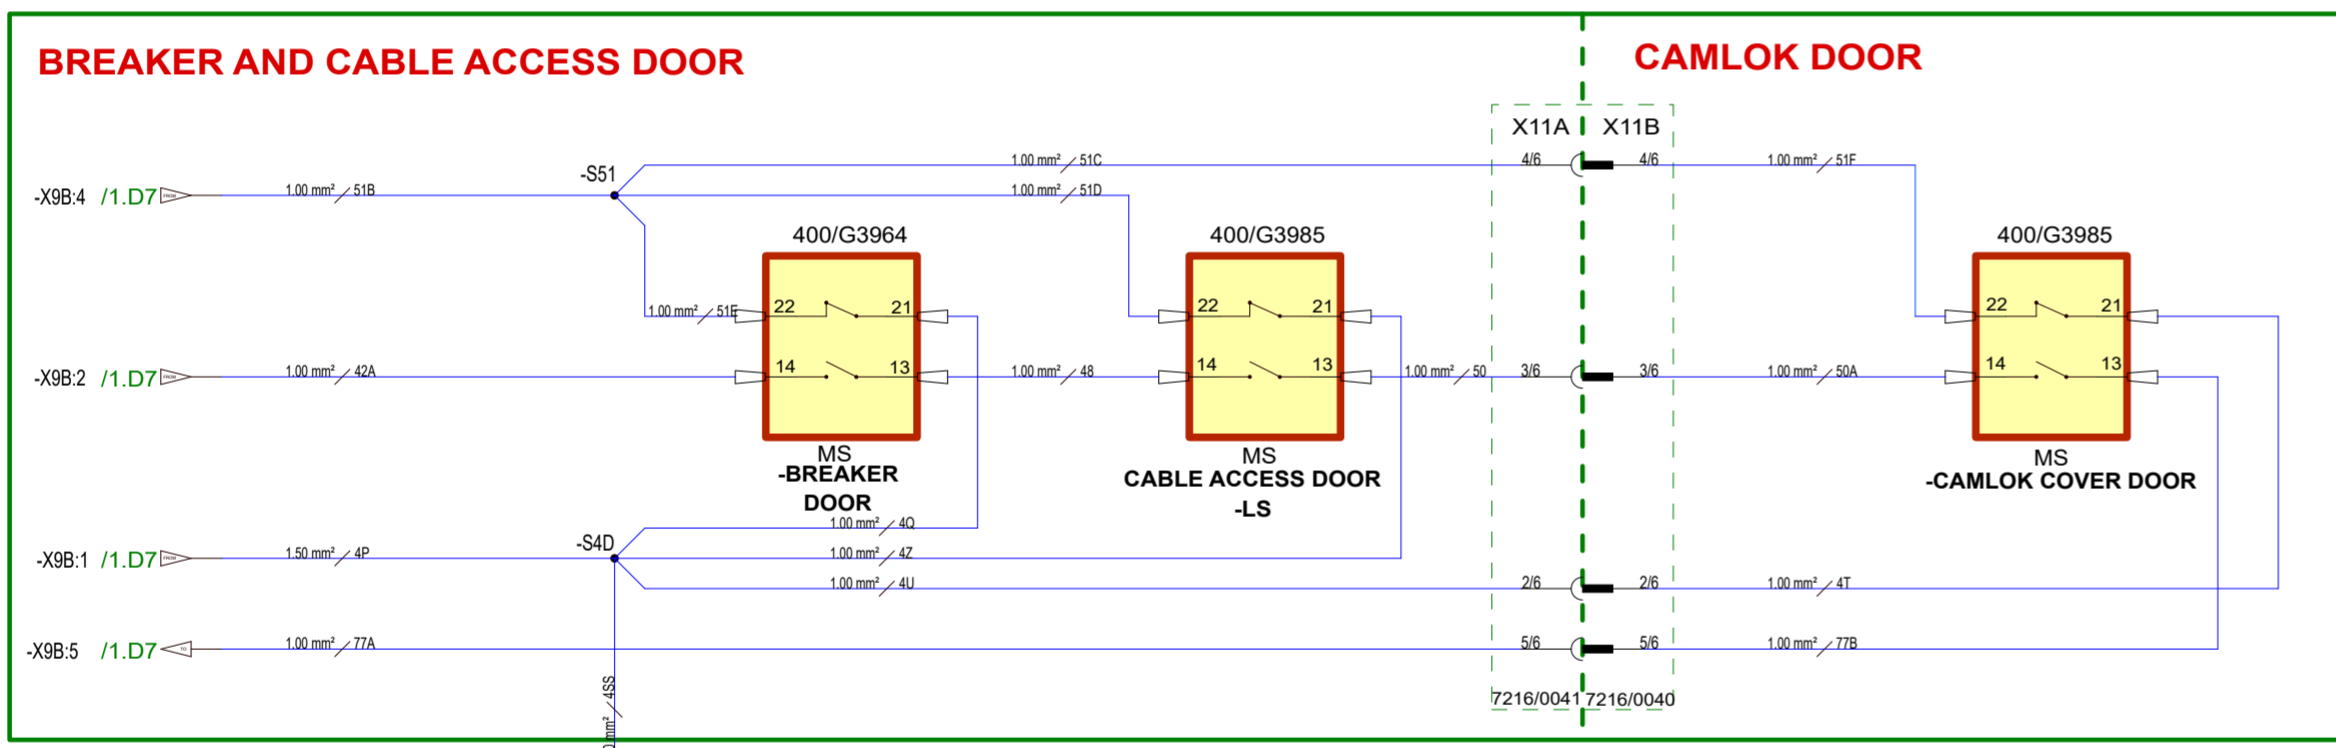 BREAKER AND CABLE ACCESS DOOR
CAMLOK DOOR
X11A X11B
1.00 mm² 51C 4/6 4/6 1.00 mm² 51F
-S51
-X9B:4 /1.D7 FROM 1.00 mm² 51B 1.00 mm² 51D
400/G3964 400/G3985 400/G3985
1.00 mm² 51E 22 21 22 21 22 21
-X9B:2 /1.D7 FROM 1.00 mm² 42A 14 13 1.00 mm² 48 14 13 1.00 mm² 50 3/6 3/6 1.00 mm² 50A 14 13
MS MS MS
-BREAKER
DOOR
CABLE ACCESS DOOR
-LS
-CAMLOK COVER DOOR
1.00 mm² 4Q
-S4D
-X9B:1 /1.D7 FROM 1.50 mm² 4P 1.00 mm² 4Z
1.00 mm² 4U 2/6 2/6 1.00 mm² 4T
-X9B:5 /1.D7 TO 1.00 mm² 77A 5/6 5/6 1.00 mm² 77B
4SS
mm²
7216/0041 7216/0040